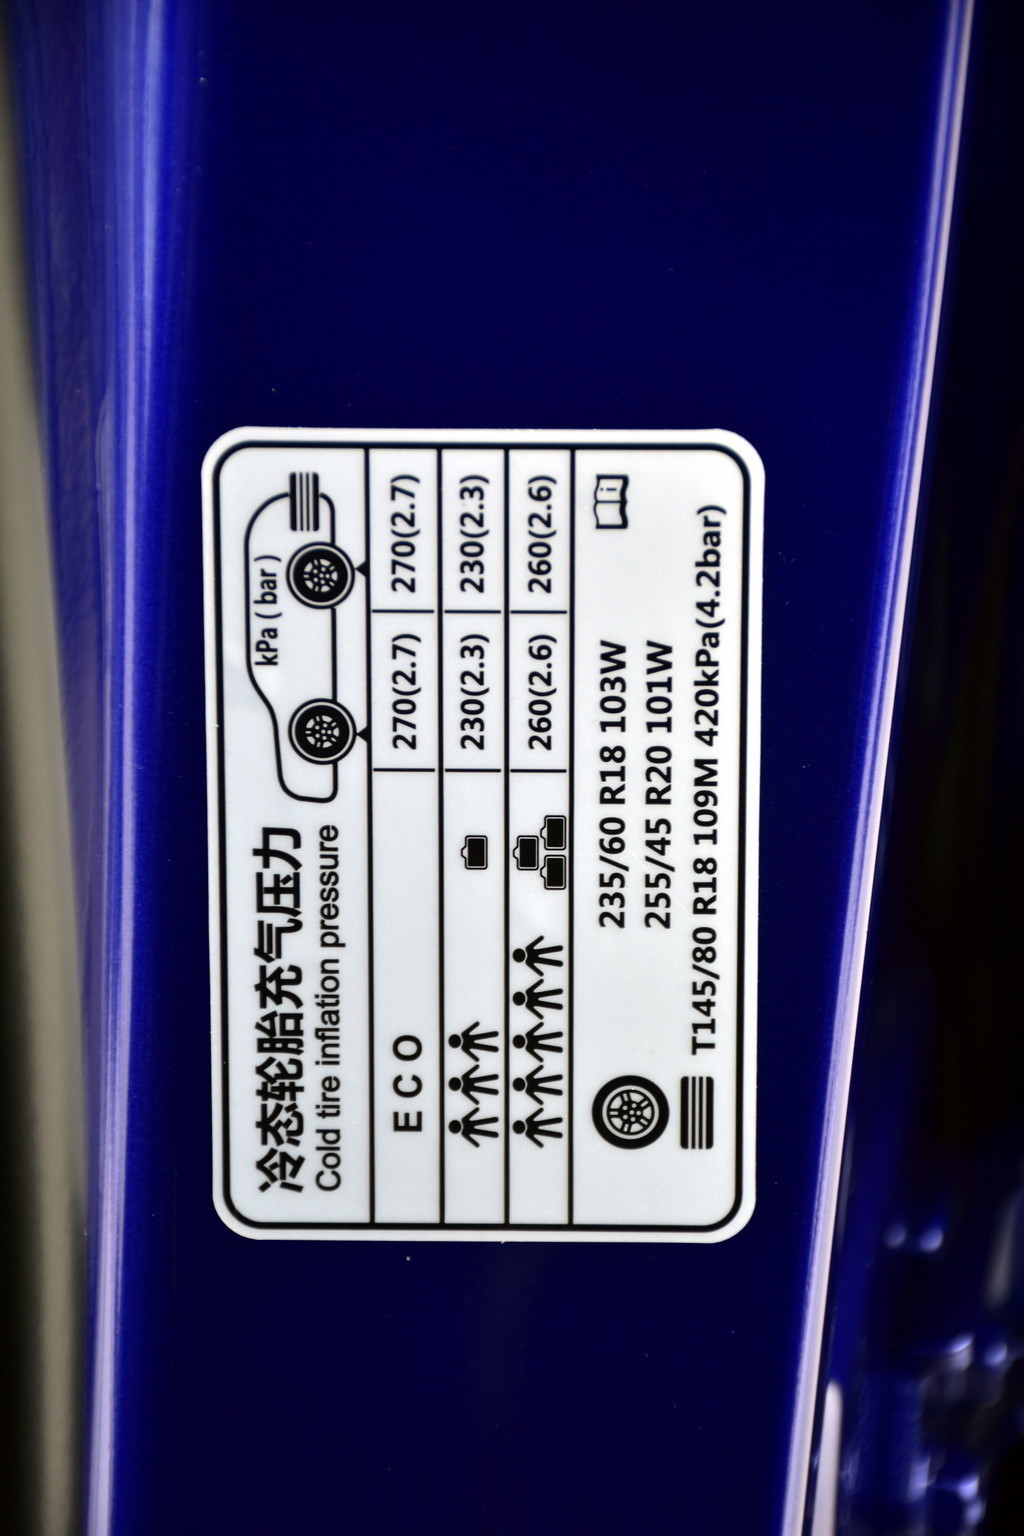 冷态轮胎充气压力
Cold tire inflation pressure
kPa ( bar )
ECO 270(2.7) 270(2.7)
230(2.3) 230(2.3)
260(2.6) 260(2.6)
235/60 R18 103W
255/45 R20 101W
T145/80 R18 109M 420kPa(4.2bar)